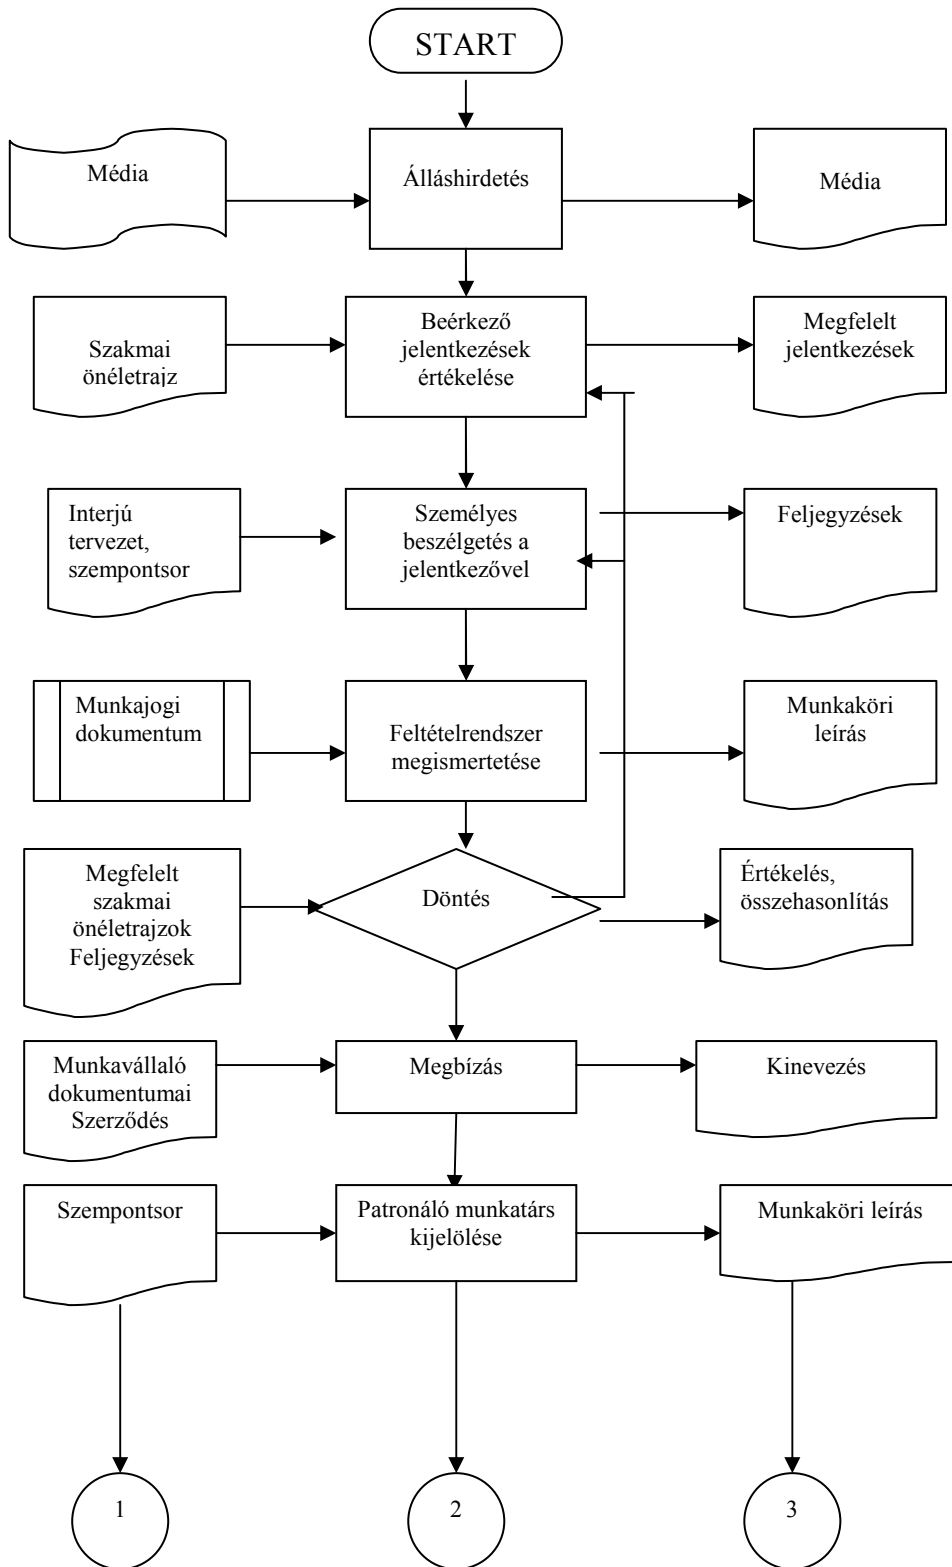 START
Média
Álláshirdetés
Média
Szakmai
önéletrajz
Beérkező
jelentkezések
értékelése
Megfelelt
jelentkezések
Interjú
tervezet,
szempontsor
Személyes
beszélgetés a
jelentkezővel
Feljegyzések
Munkajogi
dokumentum
Feltételrendszer
megismertetése
Munkaköri
leírás
Megfelelt
szakmai
önéletrajzok
Feljegyzések
Döntés
Értékelés,
összehasonlítás
Munkavállaló
dokumentumai
Szerződés
Megbízás
Kinevezés
Szempontsor
Patronáló munkatárs
kijelölése
Munkaköri leírás
1
2
3